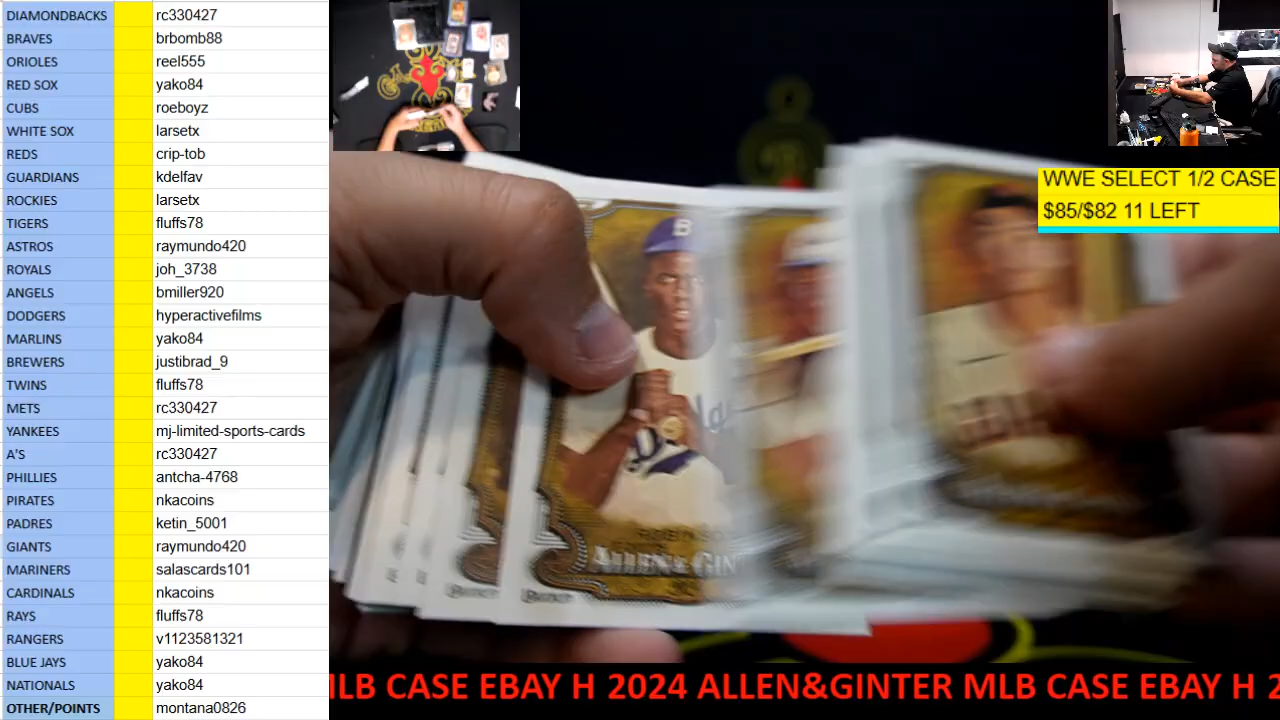 DIAMONDBACKS rc330427
BRAVES brbomb88
ORIOLES reel555
RED SOX yako84
CUBS roeboyz
WHITE SOX larsetx
REDS crip-tob
GUARDIANS kdelfav
ROCKIES larsetx
TIGERS fluffs78
ASTROS raymundo420
ROYALS joh_3738
ANGELS bmiller920
DODGERS hyperactivefilms
MARLINS yako84
BREWERS justibrad_9
TWINS fluffs78
METS rc330427
YANKEES mj-limited-sports-cards
A'S rc330427
PHILLIES antcha-4768
PIRATES nkacoins
PADRES ketin_5001
GIANTS raymundo420
MARINERS salascards101
CARDINALS nkacoins
RAYS fluffs78
RANGERS v1123581321
BLUE JAYS yako84
NATIONALS yako84
OTHER/POINTS montana0826
WWE SELECT 1/2 CASE
$85/$82 11 LEFT
B
ROBINSON
ALLEN & GIN
MLB CASE EBAY H 2024 ALLEN&GINTER MLB CASE EBAY H 2